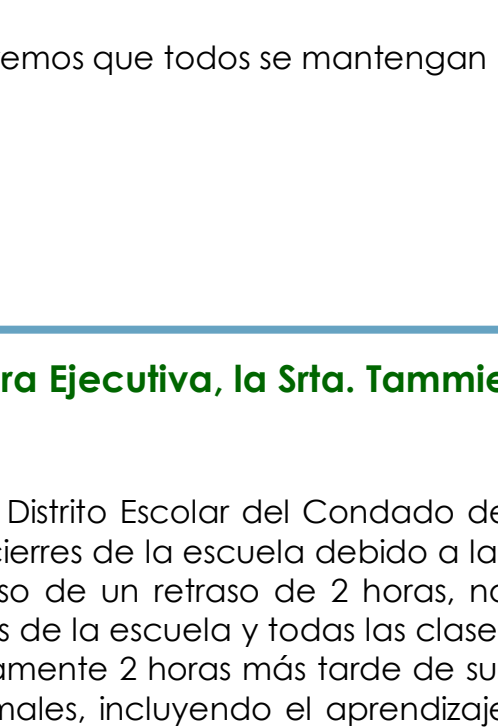 emos que todos se mantengan
ra Ejecutiva, la Srta. Tammie
Distrito Escolar del Condado de
cierres de la escuela debido a la
so de un retraso de 2 horas, no
s de la escuela y todas las clase
amente 2 horas más tarde de su
males, incluyendo el aprendizaje